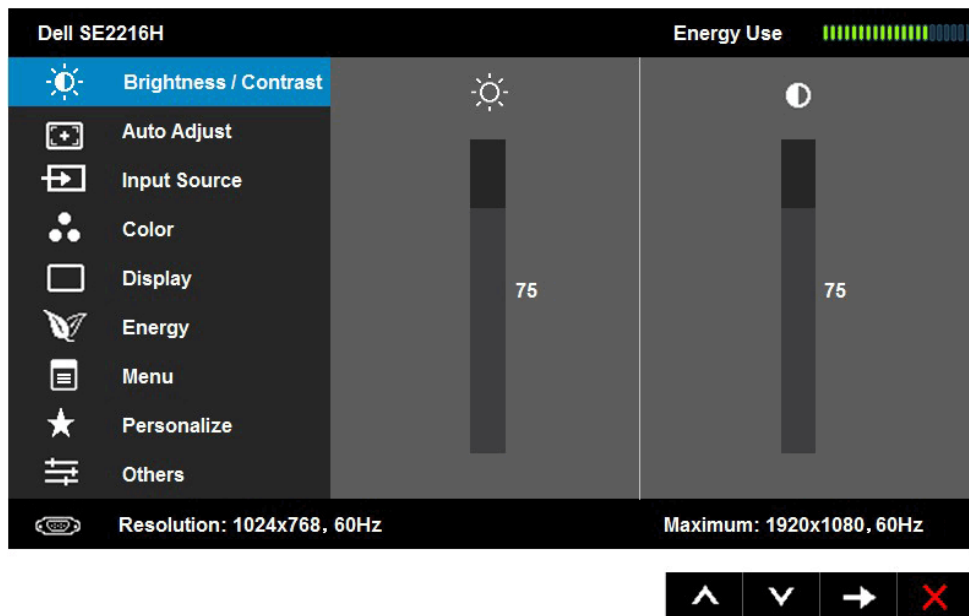 Dell SE2216H Energy Use
Brightness / Contrast
Auto Adjust
Input Source
Color
Display
75 75
Energy
Menu
Personalize
Others
Resolution: 1024x768, 60Hz Maximum: 1920x1080, 60Hz